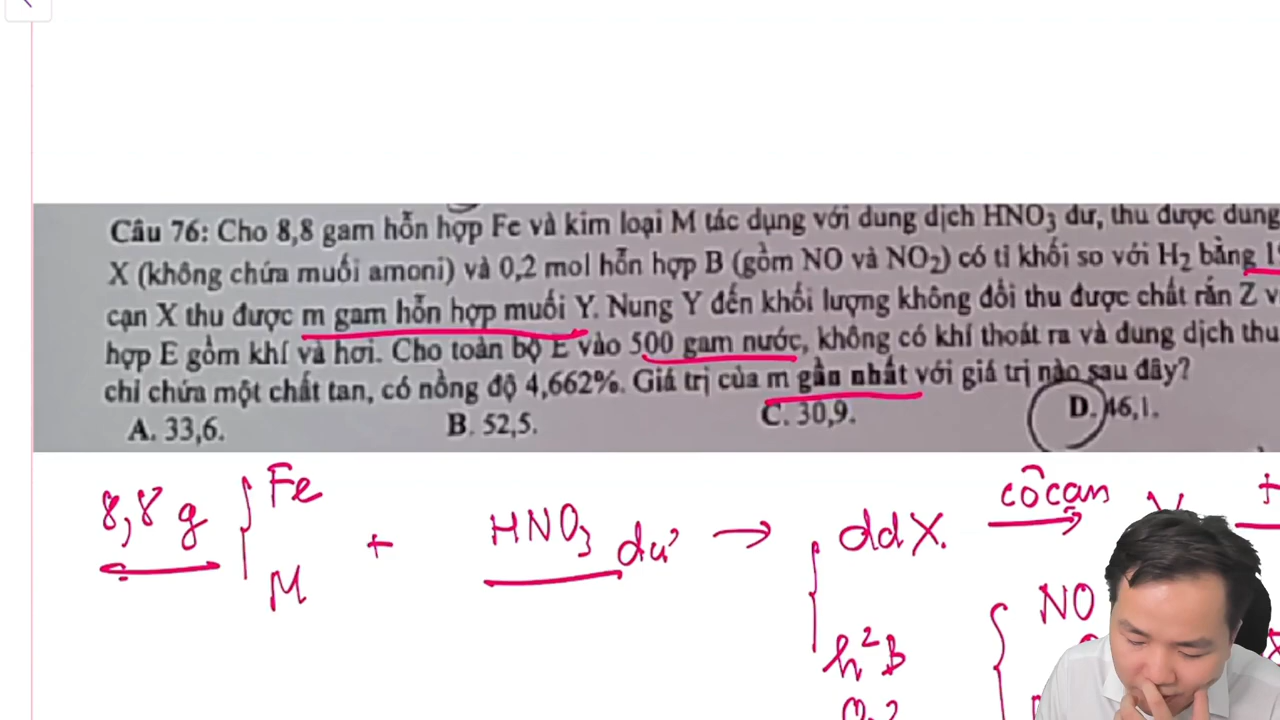 Câu 76: Cho 8,8 gam hỗn hợp Fe và kim loại M tác dụng với dung dịch HNO3 dư, thu được dung
X (không chứa muối amoni) và 0,2 mol hỗn hợp B (gồm NO và NO2) có tỉ khối so với H2 bằng
cạn X thu được m gam hỗn hợp muối Y. Nung Y đến khối lượng không đổi thu được chất rắn Z
hợp E gồm khí và hơi. Cho toàn bộ E vào 500 gam nước, không có khí thoát ra và dung dịch thu
chỉ chứa một chất tan, có nồng độ 4,662%. Giá trị của m gần nhất với giá trị nào sau đây?
A. 33,6. B. 52,5. C. 30,9. D. 46,1.
8,8 g { Fe M + HNO3 dư → { dd X. cô cạn
h² B
0,2
{ NO